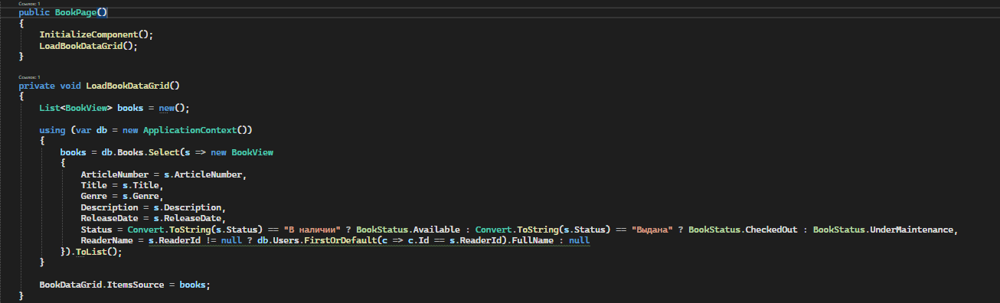 Ссылок: 1
public BookPage()
{
InitializeComponent();
LoadBookDataGrid();
}
Ссылок: 1
private void LoadBookDataGrid()
{
List<BookView> books = new();
using (var db = new ApplicationContext())
{
books = db.Books.Select(s => new BookView
{
ArticleNumber = s.ArticleNumber,
Title = s.Title,
Genre = s.Genre,
Description = s.Description,
ReleaseDate = s.ReleaseDate,
Status = Convert.ToString(s.Status) == "В наличии" ? BookStatus.Available : Convert.ToString(s.Status) == "Выдана" ? BookStatus.CheckedOut : BookStatus.UnderMaintenance,
ReaderName = s.ReaderId != null ? db.Users.FirstOrDefault(c => c.Id == s.ReaderId).FullName : null
}).ToList();
}
BookDataGrid.ItemsSource = books;
}